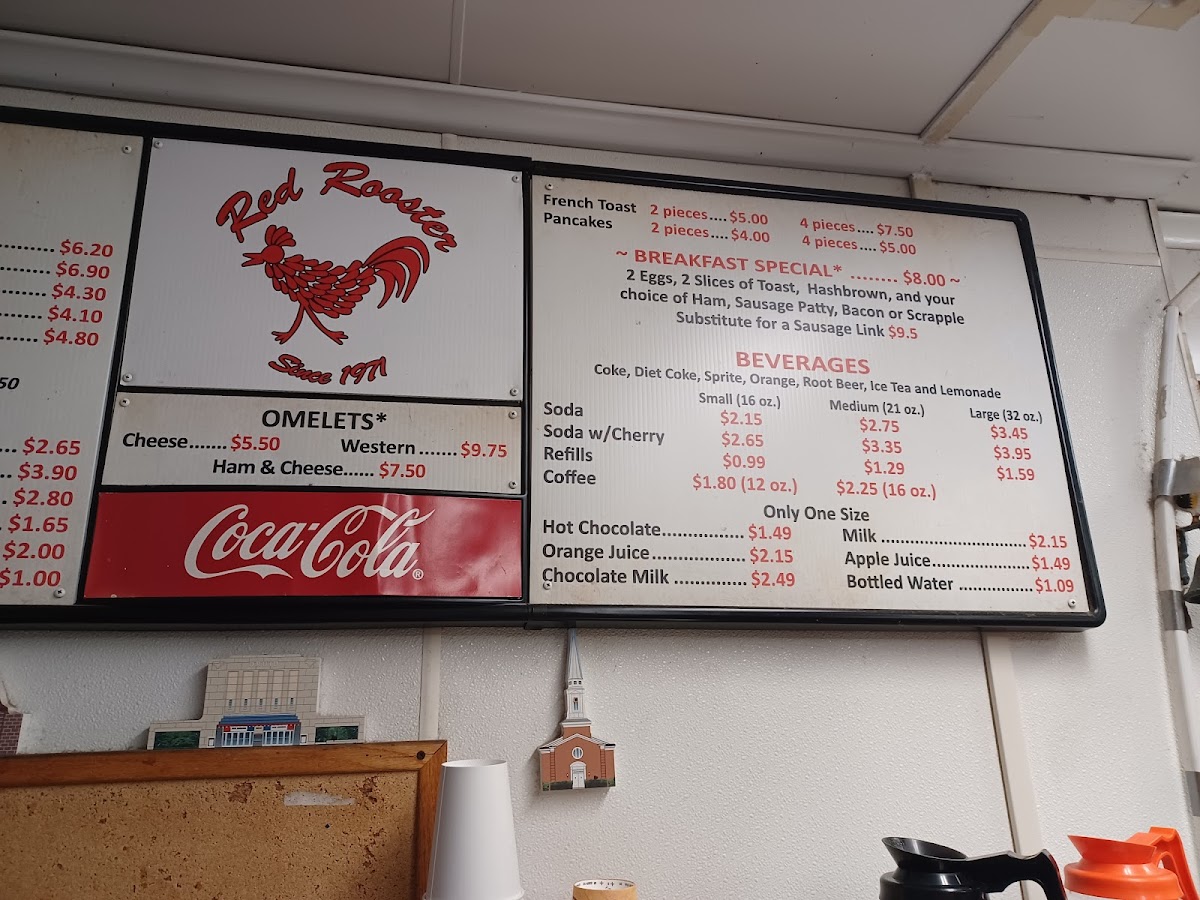 ........ $6.20
........ $6.90
........ $4.30
........ $4.10
........ $4.80
50
... $2.65
... $3.90
.. $2.80
. $1.65
$2.00
$1.00
Red Rooster
Since 1971
OMELETS*
Cheese....... $5.50 Western ....... $9.75
Ham & Cheese...... $7.50
Coca-Cola®
French Toast 2 pieces.... $5.00 4 pieces.... $7.50
Pancakes 2 pieces.... $4.00 4 pieces.... $5.00
~ BREAKFAST SPECIAL* ......... $8.00 ~
2 Eggs, 2 Slices of Toast, Hashbrown, and your
choice of Ham, Sausage Patty, Bacon or Scrapple
Substitute for a Sausage Link $9.5
BEVERAGES
Coke, Diet Coke, Sprite, Orange, Root Beer, Ice Tea and Lemonade
Small (16 oz.) Medium (21 oz.) Large (32 oz.)
Soda $2.15 $2.75 $3.45
Soda w/Cherry $2.65 $3.35 $3.95
Refills $0.99 $1.29 $1.59
Coffee $1.80 (12 oz.) $2.25 (16 oz.)
Only One Size
Hot Chocolate................. $1.49 Milk ............................. $2.15
Orange Juice................... $2.15 Apple Juice................. $1.49
Chocolate Milk ............... $2.49 Bottled Water ................ $1.09